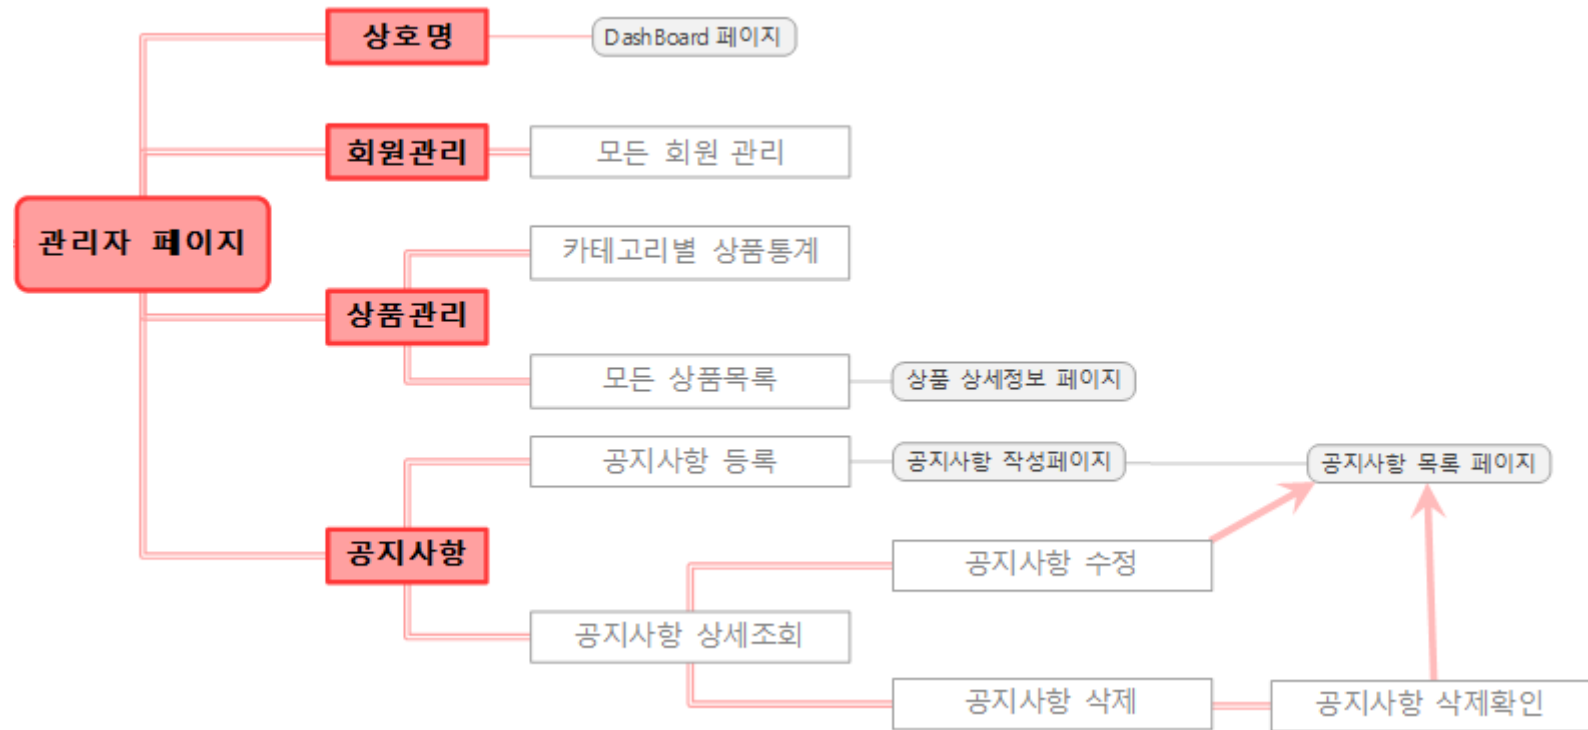 상호명
DashBoard 페이지
회원관리
모든 회원 관리
관리자 페이지
카테고리별 상품통계
상품관리
모든 상품목록
상품 상세정보 페이지
공지사항 등록
공지사항 작성페이지
공지사항 목록 페이지
공지사항
공지사항 수정
공지사항 상세조회
공지사항 삭제
공지사항 삭제확인